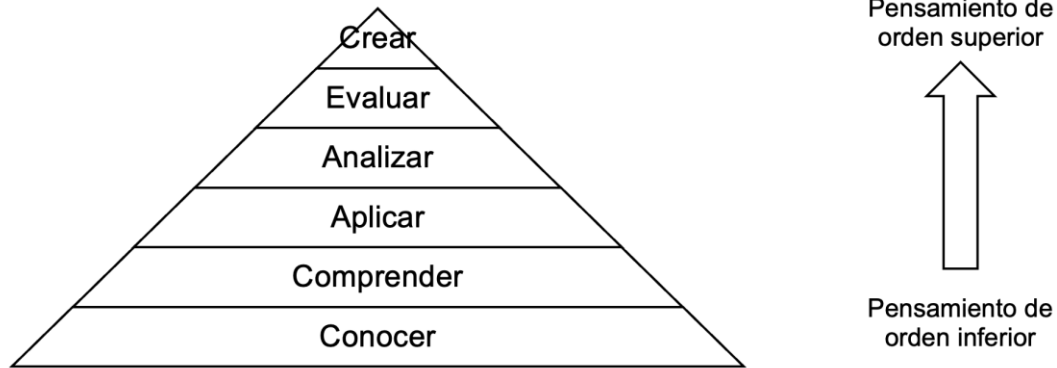 Crear
Evaluar
Analizar
Aplicar
Comprender
Conocer
Pensamiento de
orden superior
Pensamiento de
orden inferior